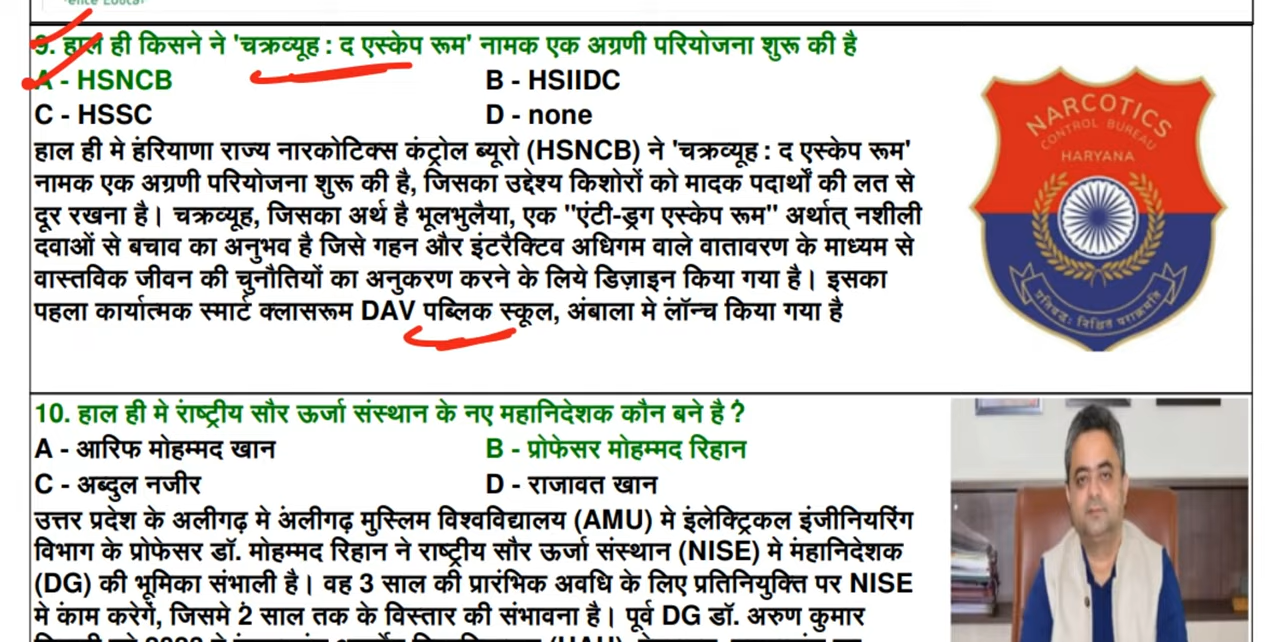 9. हाल ही किसने ने 'चक्रव्यूह : द एस्केप रूम' नामक एक अग्रणी परियोजना शुरू की है
A - HSNCB
B - HSIIDC
C - HSSC
D - none
हाल ही मे हंरियाणा राज्य नारकोटिक्स कंट्रोल ब्यूरो (HSNCB) ने 'चक्रव्यूह : द एस्केप रूम'
नामक एक अग्रणी परियोजना शुरू की है, जिसका उद्देश्य किशोरों को मादक पदार्थों की लत से
दूर रखना है। चक्रव्यूह, जिसका अर्थ है भूलभुलैया, एक "एंटी-ड्रग एस्केप रूम" अर्थात् नशीली
दवाओं से बचाव का अनुभव है जिसे गहन और इंटरैक्टिव अधिगम वाले वातावरण के माध्यम से
वास्तविक जीवन की चुनौतियों का अनुकरण करने के लिये डिज़ाइन किया गया है। इसका
पहला कार्यात्मक स्मार्ट क्लासरूम DAV पब्लिक स्कूल, अंबाला मे लॉन्च किया गया है
NARCOTICS
CONTROL BUREAU
HARYANA
10. हाल ही मे रांष्ट्रीय सौर ऊर्जा संस्थान के नए महानिदेशक कौन बने है ?
A - आरिफ मोहम्मद खान
B - प्रोफेसर मोहम्मद रिहान
C - अब्दुल नजीर
D - राजावत खान
उत्तर प्रदेश के अलीगढ़ मे अंलीगढ़ मुस्लिम विश्वविद्यालय (AMU) मे इंलेक्ट्रिकल इंजीनियरिंग
विभाग के प्रोफेसर डॉ. मोहम्मद रिहान ने राष्ट्रीय सौर ऊर्जा संस्थान (NISE) मे मंहानिदेशक
(DG) की भूमिका संभाली है। वह 3 साल की प्रारंभिक अवधि के लिए प्रतिनियुक्ति पर NISE
मे कंाम करेगें, जिसमे 2 साल तक के विस्तार की संभावना है। पूर्व DG डॉ. अरुण कुमार